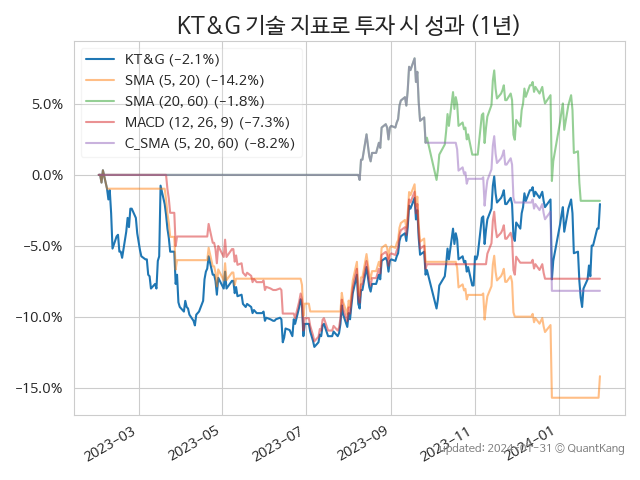 KT&G 기술 지표로 투자 시 성과 (1년)
KT&G (−2.1%)
SMA (5, 20) (−14.2%)
SMA (20, 60) (−1.8%)
MACD (12, 26, 9) (−7.3%)
C_SMA (5, 20, 60) (−8.2%)
5.0%
0.0%
−5.0%
−10.0%
−15.0%
2023−03
2023−05
2023−07
2023−09
2023−11
2024−01
updated: 2024−01−31 © QuantKang